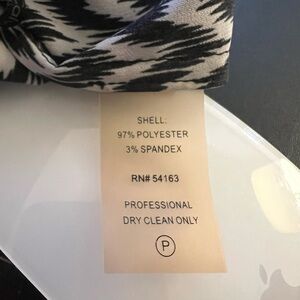 SHELL:
97% POLYESTER
3% SPANDEX
RN# 54163
PROFESSIONAL
DRY CLEAN ONLY
P